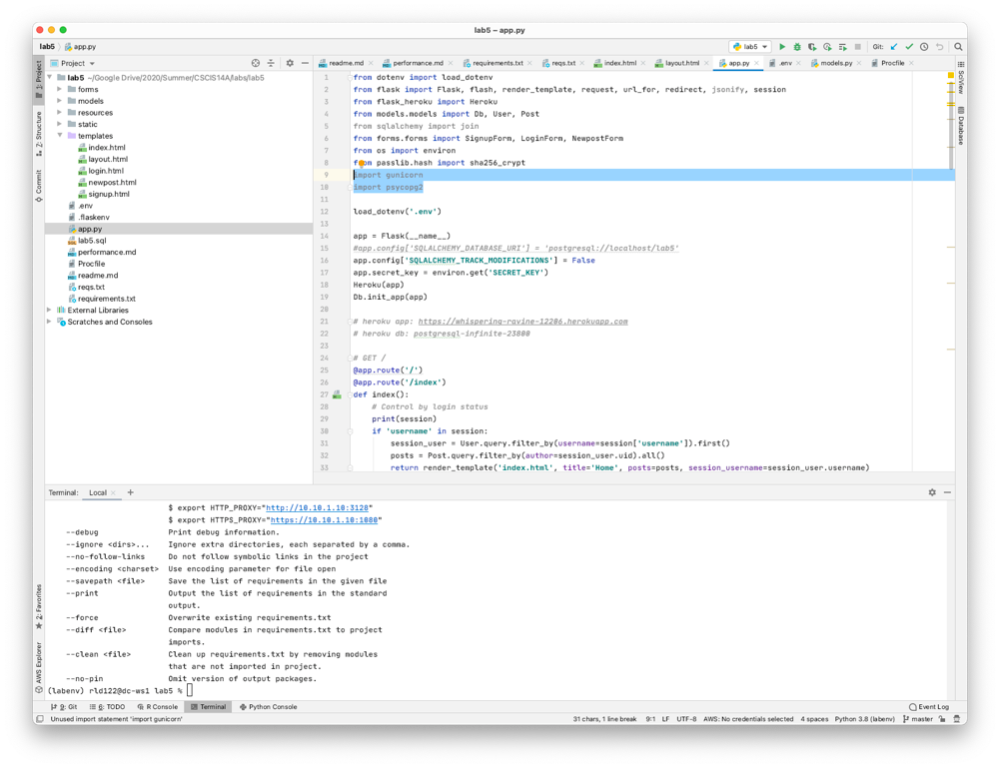 lab5 – app.py
lab5 app.py
lab5 Git:
Project
readme.md performance.md requirements.txt reqs.txt index.html layout.html app.py .env models.py Procfile
lab5 ~/Google Drive/2020/Summer/CSCIS14A/labs/lab5
forms
models
resources
static
templates
index.html
layout.html
login.html
newpost.html
signup.html
.env
.flaskenv
app.py
lab5.sql
performance.md
Procfile
readme.md
reqs.txt
requirements.txt
External Libraries
Scratches and Consoles
1: Project
Z: Structure
Commit
2: Favorites
AWS Explorer
SciView
Database
1 from dotenv import load_dotenv
2 from flask import Flask, flash, render_template, request, url_for, redirect, jsonify, session
3 from flask_heroku import Heroku
4 from models.models import Db, User, Post
5 from sqlalchemy import join
6 from forms.forms import SignupForm, LoginForm, NewpostForm
7 from os import environ
8 from passlib.hash import sha256_crypt
9 import gunicorn
10 import psycopg2
11
12 load_dotenv('.env')
13
14 app = Flask(__name__)
15 #app.config['SQLALCHEMY_DATABASE_URI'] = 'postgresql://localhost/lab5'
16 app.config['SQLALCHEMY_TRACK_MODIFICATIONS'] = False
17 app.secret_key = environ.get('SECRET_KEY')
18 Heroku(app)
19 Db.init_app(app)
20
21 # heroku app: https://whispering-ravine-12206.herokuapp.com
22 # heroku db: postgresql-infinite-23800
23
24 # GET /
25 @app.route('/')
26 @app.route('/index')
27 def index():
28 # Control by login status
29 print(session)
30 if 'username' in session:
31 session_user = User.query.filter_by(username=session['username']).first()
32 posts = Post.query.filter_by(author=session_user.uid).all()
33 return render_template('index.html', title='Home', posts=posts, session_username=session_user.username)
Terminal: Local +
$ export HTTP_PROXY="http://10.10.1.10:3128"
$ export HTTPS_PROXY="https://10.10.1.10:1080"
--debug Print debug information.
--ignore <dirs>... Ignore extra directories, each separated by a comma.
--no-follow-links Do not follow symbolic links in the project
--encoding <charset> Use encoding parameter for file open
--savepath <file> Save the list of requirements in the given file
--print Output the list of requirements in the standard
output.
--force Overwrite existing requirements.txt
--diff <file> Compare modules in requirements.txt to project
imports.
--clean <file> Clean up requirements.txt by removing modules
that are not imported in project.
--no-pin Omit version of output packages.
(labenv) rld122@dc-ws1 lab5 %
9: Git 6: TODO R Console Terminal Python Console Event Log
Unused import statement 'import gunicorn' 31 chars, 1 line break 9:1 LF UTF-8 AWS: No credentials selected 4 spaces Python 3.8 (labenv) master